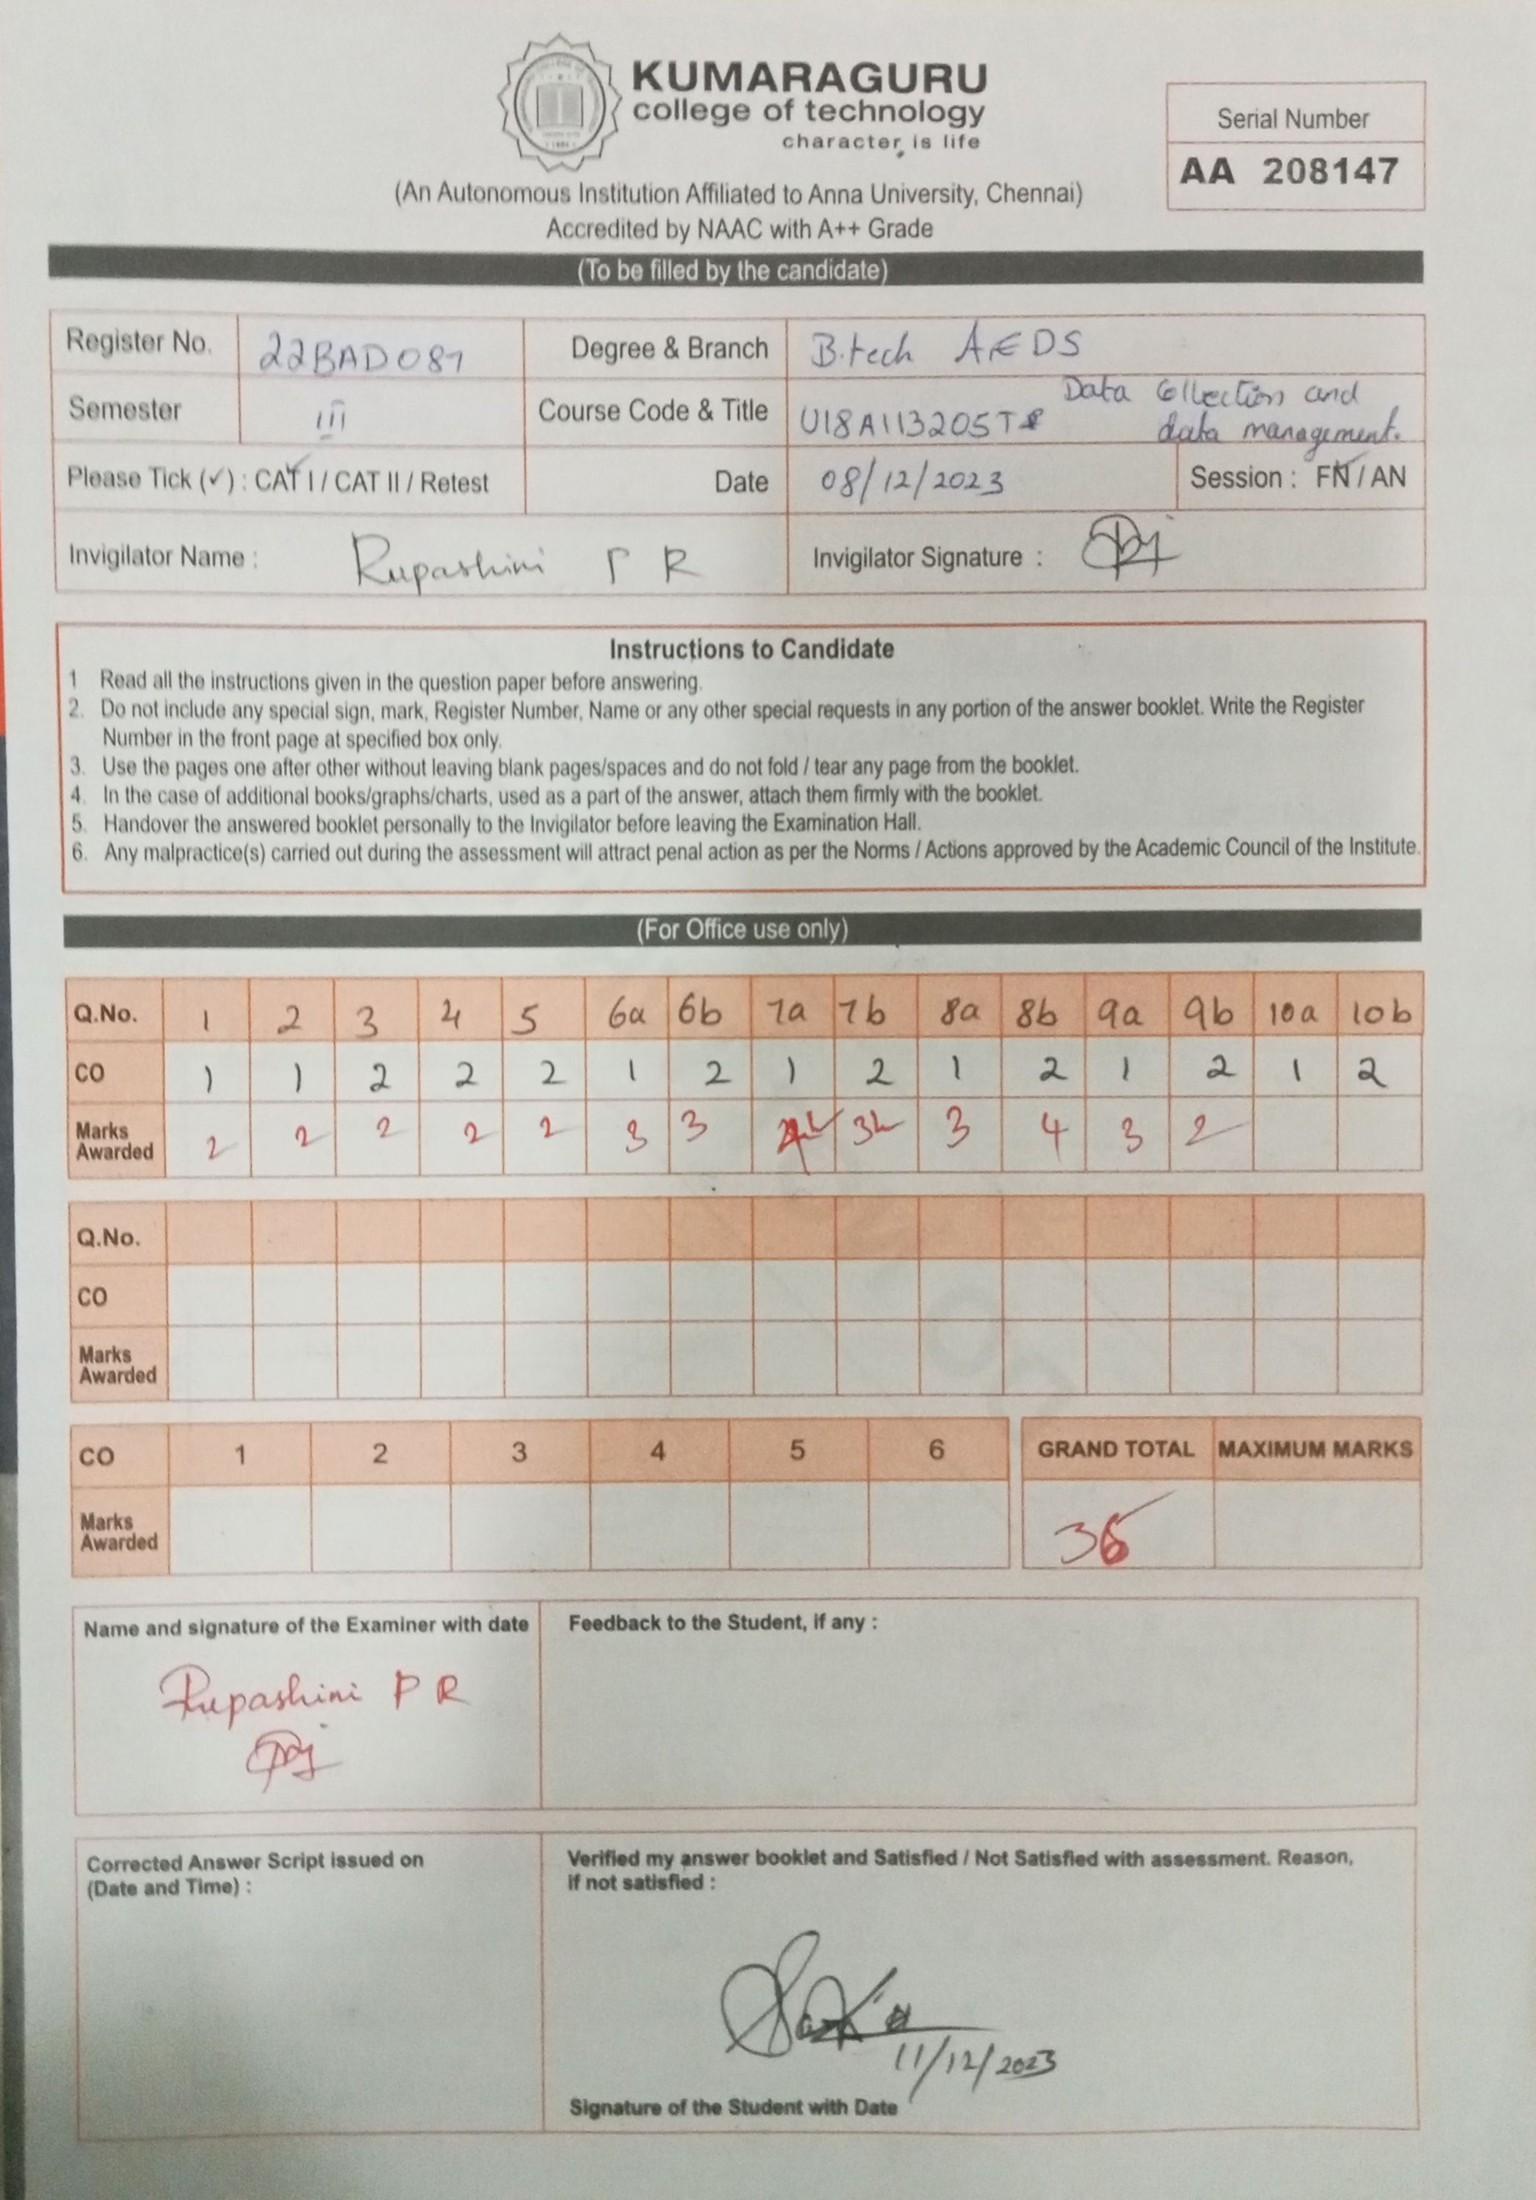 KUMARAGURU
college of technology
character is life
Serial Number
AA 208147
(An Autonomous Institution Affiliated to Anna University, Chennai)
Accredited by NAAC with A++ Grade
(To be filled by the candidate)
Register No. 22BAD087 Degree & Branch B.tech AEDS
Semester III Course Code & Title U18AI13205T Data Collection and
data management.
Please Tick (✓) : CAT I / CAT II / Retest Date 08/12/2023 Session : FN / AN
Invigilator Name : Rupashini P R Invigilator Signature :
Instructions to Candidate
1 Read all the instructions given in the question paper before answering.
2. Do not include any special sign, mark, Register Number, Name or any other special requests in any portion of the answer booklet. Write the Register
Number in the front page at specified box only.
3. Use the pages one after other without leaving blank pages/spaces and do not fold / tear any page from the booklet.
4. In the case of additional books/graphs/charts, used as a part of the answer, attach them firmly with the booklet.
5. Handover the answered booklet personally to the Invigilator before leaving the Examination Hall.
6. Any malpractice(s) carried out during the assessment will attract penal action as per the Norms / Actions approved by the Academic Council of the Institute.
(For Office use only)
Q.No. 1 2 3 4 5 6a 6b 7a 7b 8a 8b 9a 9b 10a 10b
CO 1 1 2 2 2 1 2 1 2 1 2 1 2 1 2
Marks
Awarded 2 2 2 2 2 3 3 3 4 3 2
Q.No.
CO
Marks
Awarded
CO 1 2 3 4 5 6 GRAND TOTAL MAXIMUM MARKS
Marks
Awarded 36
Name and signature of the Examiner with date Feedback to the Student, if any :
Rupashini P R
Corrected Answer Script issued on
(Date and Time) :
Verified my answer booklet and Satisfied / Not Satisfied with assessment. Reason,
if not satisfied :
11/12/2023
Signature of the Student with Date